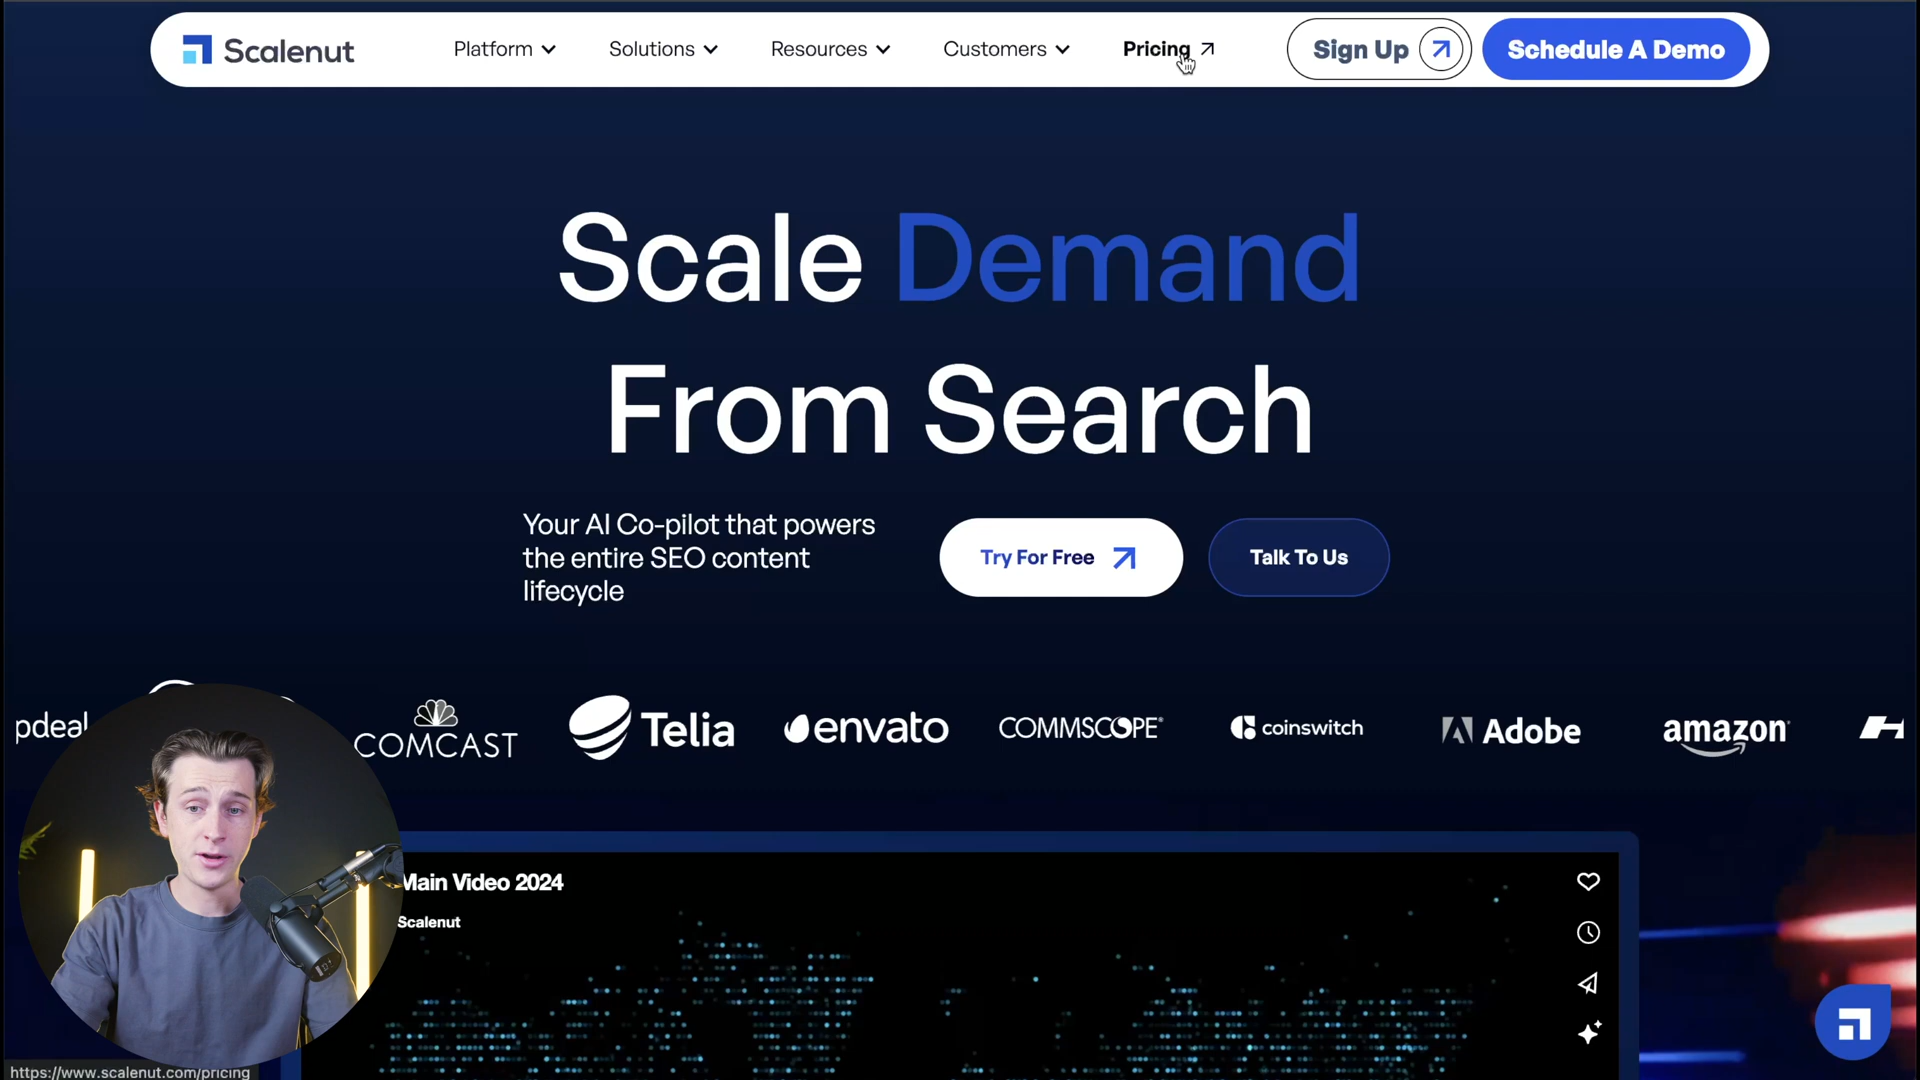 Scalenut
Platform
Solutions
Resources
Customers
Pricing
Sign Up
Schedule A Demo
Scale Demand
From Search
Your AI Co-pilot that powers
the entire SEO content
lifecycle
Try For Free
Talk To Us
pdeal
COMCAST
Telia
envato
COMMSCOPE®
coinswitch
Adobe
amazon
Main Video 2024
Scalenut
https://www.scalenut.com/pricing